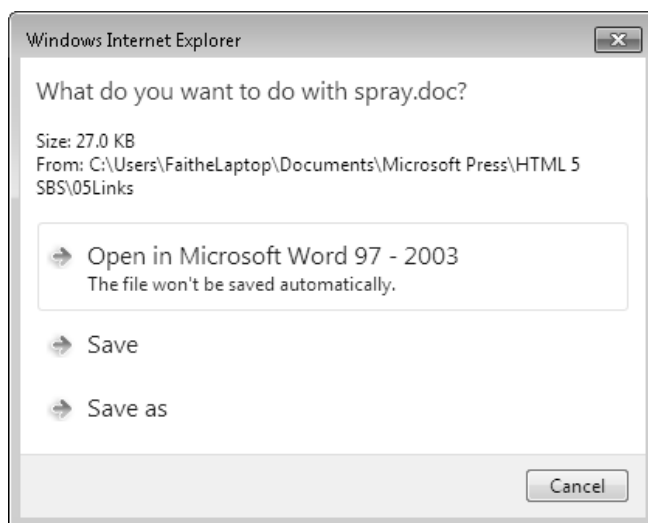 Windows Internet Explorer
What do you want to do with spray.doc?
Size: 27.0 KB
From: C:\Users\FaitheLaptop\Documents\Microsoft Press\HTML 5
SBS\05Links
Open in Microsoft Word 97 - 2003
The file won't be saved automatically.
Save
Save as
Cancel